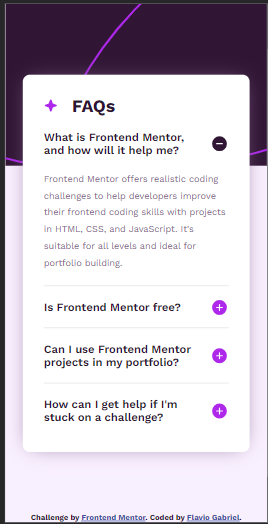 FAQs
What is Frontend Mentor,
and how will it help me?
Frontend Mentor offers realistic coding
challenges to help developers improve
their frontend coding skills with projects
in HTML, CSS, and JavaScript. It's
suitable for all levels and ideal for
portfolio building.
Is Frontend Mentor free?
Can I use Frontend Mentor
projects in my portfolio?
How can I get help if I'm
stuck on a challenge?
Challenge by Frontend Mentor. Coded by Flavio Gabriel.